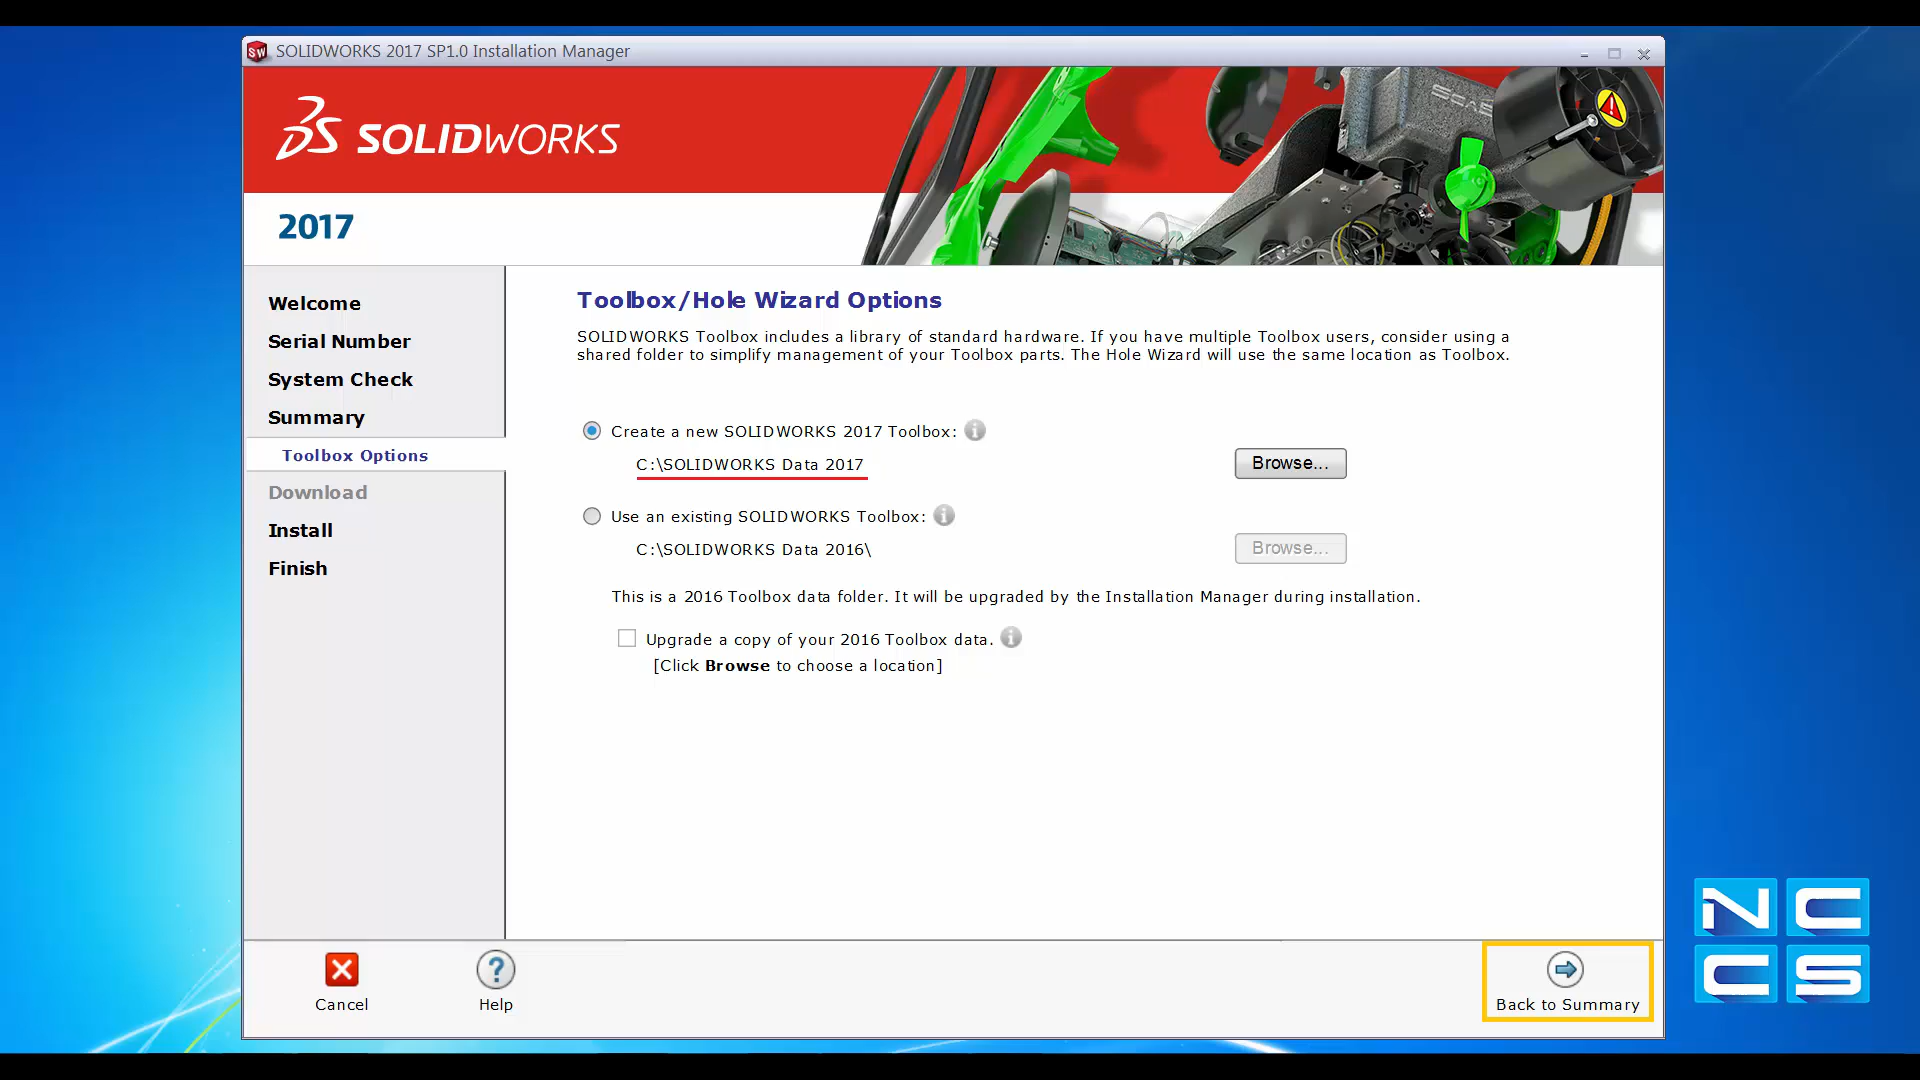 SOLIDWORKS 2017 SP1.0 Installation Manager
SOLIDWORKS
2017
Welcome
Serial Number
System Check
Summary
Toolbox Options
Download
Install
Finish
Toolbox/Hole Wizard Options
SOLIDWORKS Toolbox includes a library of standard hardware. If you have multiple Toolbox users, consider using a
shared folder to simplify management of your Toolbox parts. The Hole Wizard will use the same location as Toolbox.
Create a new SOLIDWORKS 2017 Toolbox:
C:\SOLIDWORKS Data 2017
Browse...
Use an existing SOLIDWORKS Toolbox:
C:\SOLIDWORKS Data 2016\
Browse...
This is a 2016 Toolbox data folder. It will be upgraded by the Installation Manager during installation.
Upgrade a copy of your 2016 Toolbox data.
[Click Browse to choose a location]
Cancel
Help
Back to Summary
NC
CS